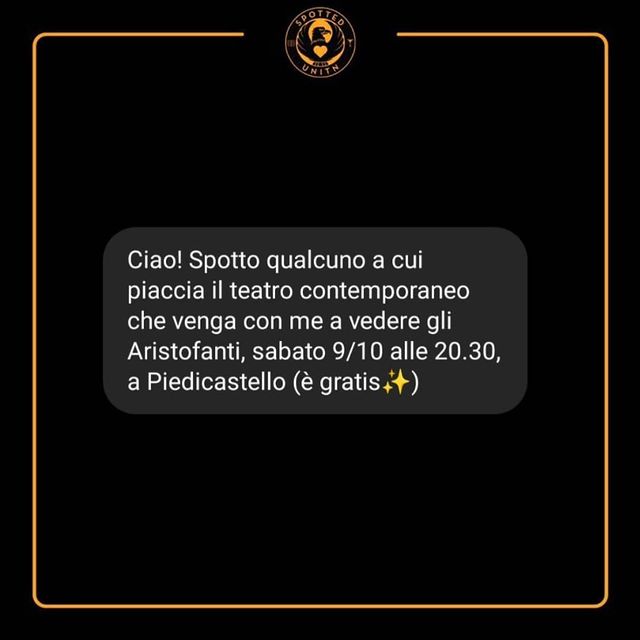 SPOTTED
UNITN
Ciao! Spotto qualcuno a cui
piaccia il teatro contemporaneo
che venga con me a vedere gli
Aristofanti, sabato 9/10 alle 20.30,
a Piedicastello (è gratis✨)